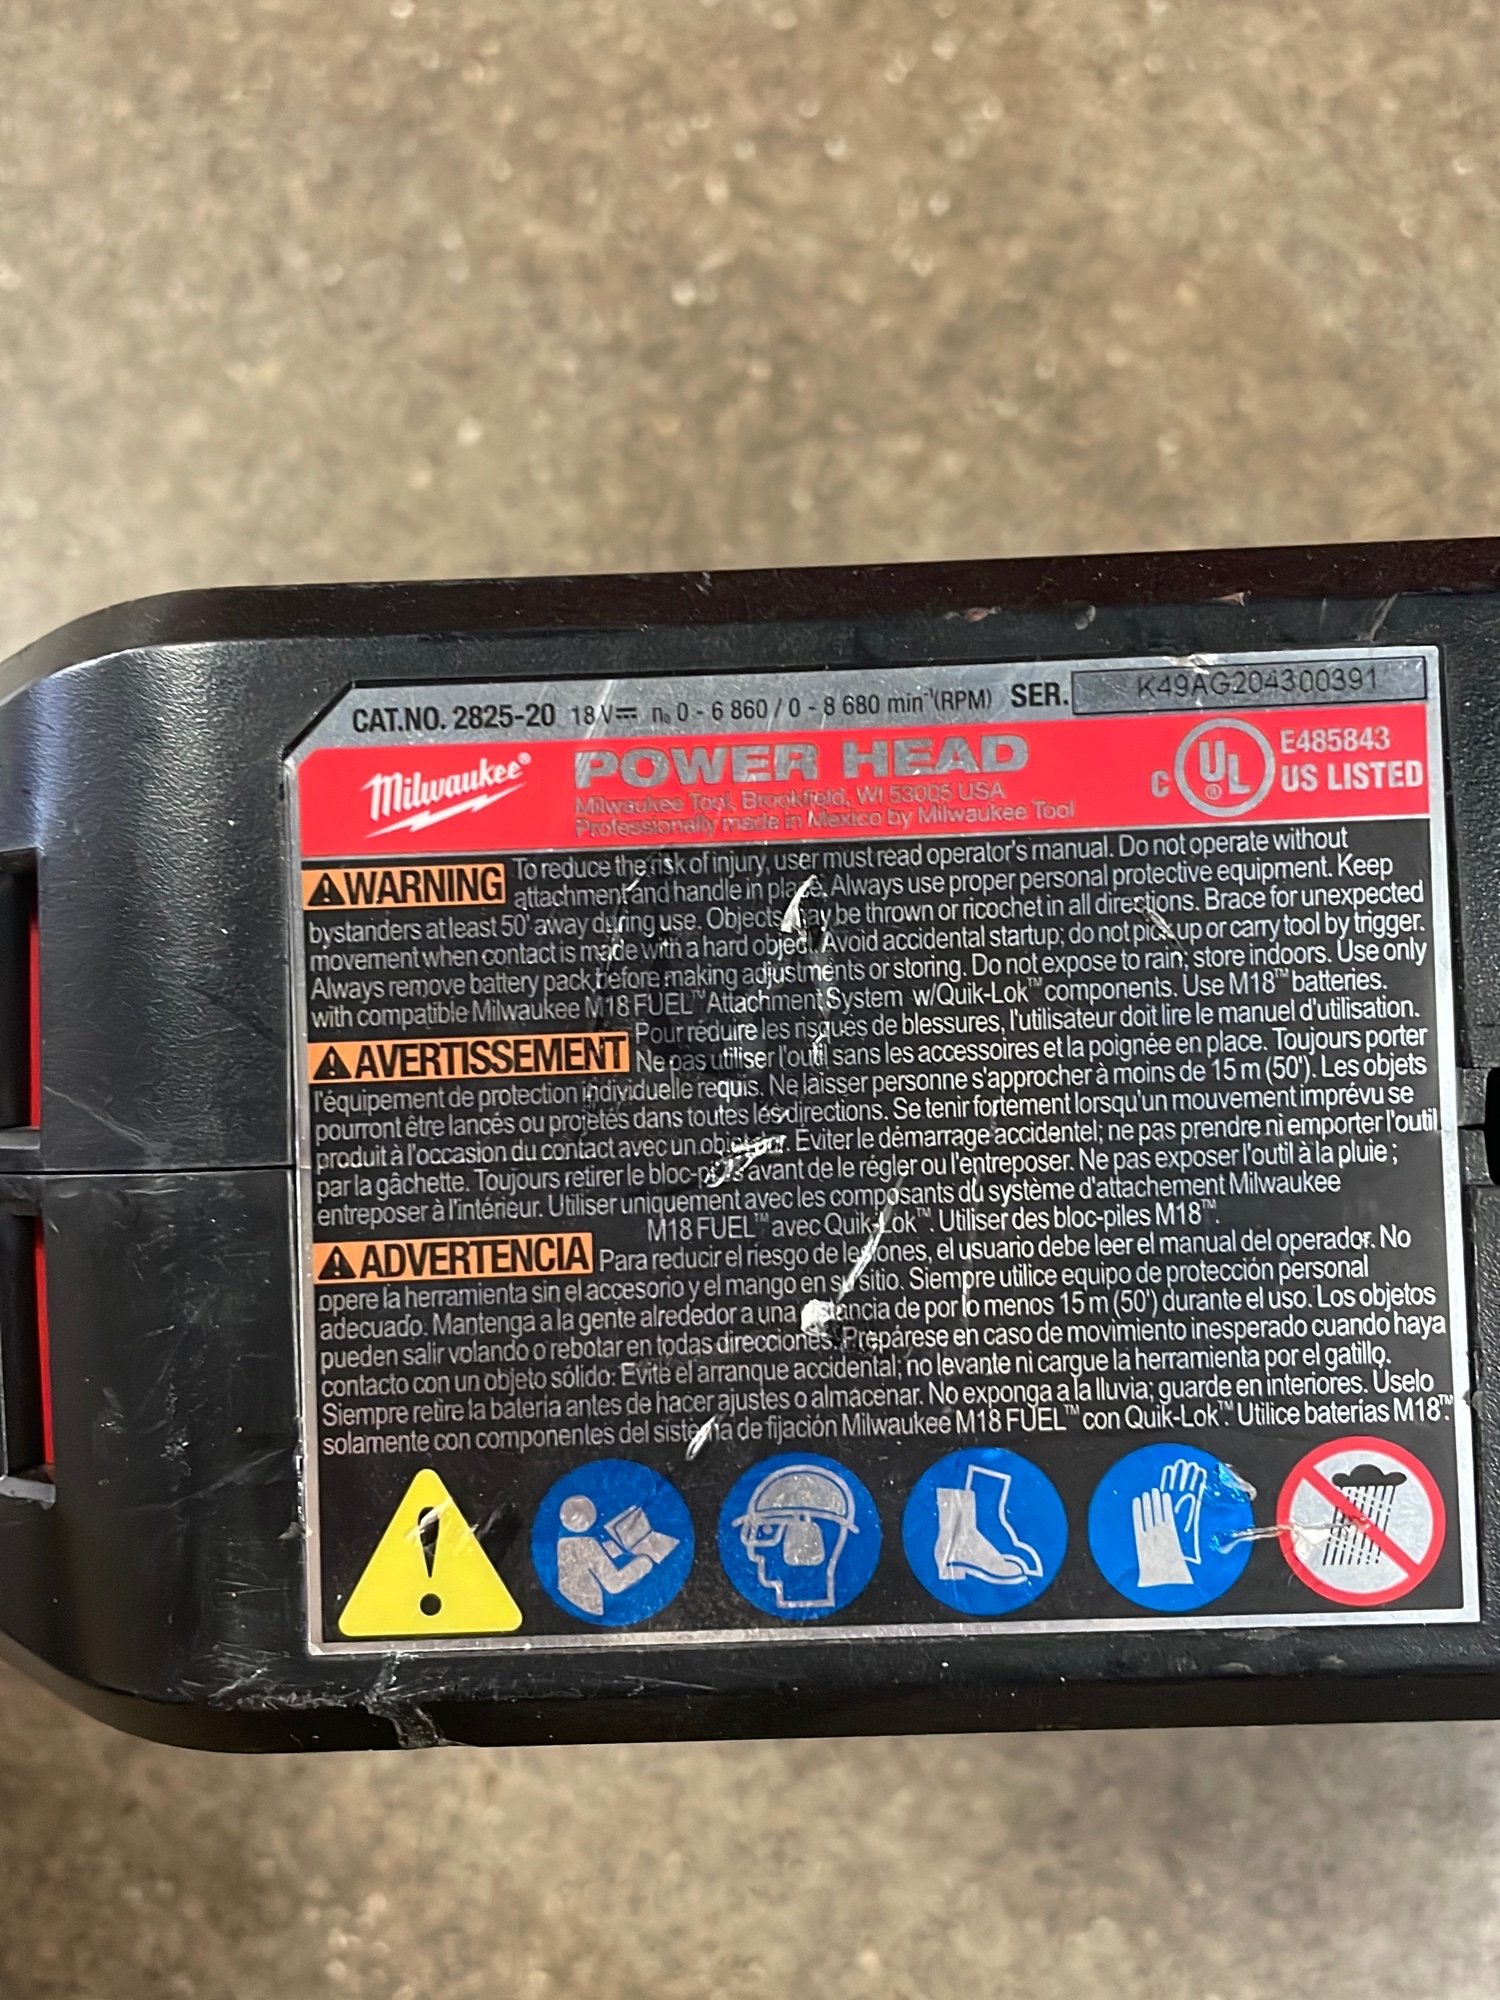 CAT.NO. 2825-20 18 V⎓ n₀ 0 - 6 860 / 0 - 8 680 min⁻¹(RPM) SER. K49AG204300391
Milwaukee® POWER HEAD
Milwaukee Tool, Brookfield, WI 53005 USA
Professionally made in Mexico by Milwaukee Tool
C UL ® E485843
US LISTED
⚠WARNING To reduce the risk of injury, user must read operator's manual. Do not operate without
attachment and handle in place. Always use proper personal protective equipment. Keep
bystanders at least 50' away during use. Objects may be thrown or ricochet in all directions. Brace for unexpected
movement when contact is made with a hard object. Avoid accidental startup; do not pick up or carry tool by trigger.
Always remove battery pack before making adjustments or storing. Do not expose to rain; store indoors. Use only
with compatible Milwaukee M18 FUEL™ Attachment System w/Quik-Lok™ components. Use M18™ batteries.
⚠AVERTISSEMENT Pour réduire les risques de blessures, l'utilisateur doit lire le manuel d'utilisation.
Ne pas utiliser l'outil sans les accessoires et la poignée en place. Toujours porter
l'équipement de protection individuelle requis. Ne laisser personne s'approcher à moins de 15 m (50'). Les objets
pourront être lancés ou projetés dans toutes les directions. Se tenir fortement lorsqu'un mouvement imprévu se
produit à l'occasion du contact avec un objet dur. Éviter le démarrage accidentel; ne pas prendre ni emporter l'outil
par la gâchette. Toujours retirer le bloc-piles avant de le régler ou l'entreposer. Ne pas exposer l'outil à la pluie ;
entreposer à l'intérieur. Utiliser uniquement avec les composants du système d'attachement Milwaukee
M18 FUEL™ avec Quik-Lok™. Utiliser des bloc-piles M18™.
⚠ADVERTENCIA Para reducir el riesgo de lesiones, el usuario debe leer el manual del operador. No
opere la herramienta sin el accesorio y el mango en su sitio. Siempre utilice equipo de protección personal
adecuado. Mantenga a la gente alrededor a una distancia de por lo menos 15 m (50') durante el uso. Los objetos
pueden salir volando o rebotar en todas direcciones. Prepárese en caso de movimiento inesperado cuando haya
contacto con un objeto sólido. Evite el arranque accidental; no levante ni cargue la herramienta por el gatillo.
Siempre retire la batería antes de hacer ajustes o almacenar. No exponga a la lluvia; guarde en interiores. Úselo
solamente con componentes del sistema de fijación Milwaukee M18 FUEL™ con Quik-Lok™. Utilice baterías M18™.